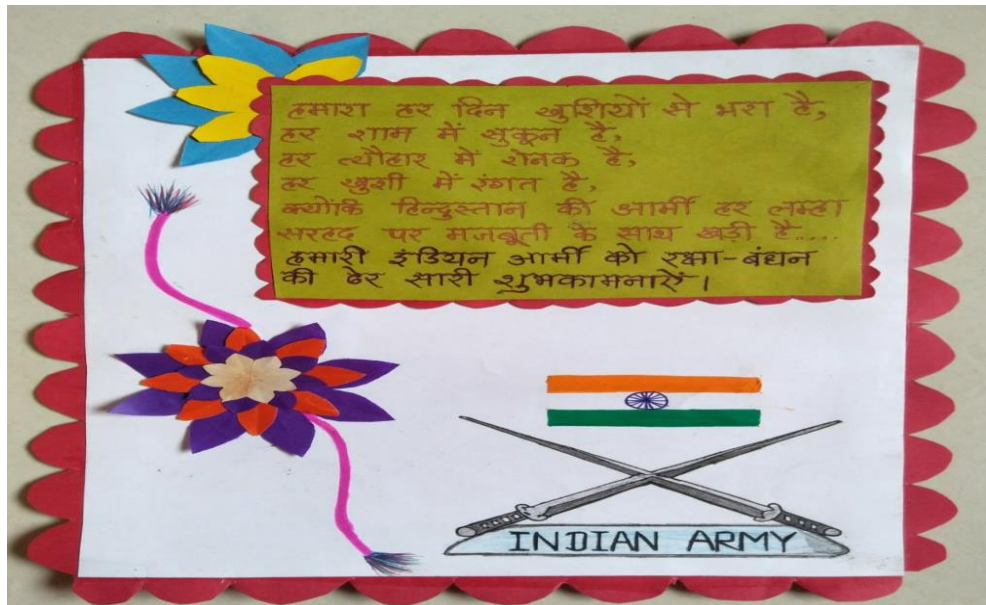 हमारा हर दिन खुशियों से भरा है,
हर शाम में सुकून है,
हर त्यौहार में रोनक है,
हर खुशी में रंगत है,
क्योंकि हिन्दुस्तान की आर्मी हर लम्हा
सरहद पर मजबूती के साथ खड़ी है....
हमारी इंडियन आर्मी को रक्षा-बंधन
की ढेर सारी शुभकामनाऐं।
INDIAN ARMY